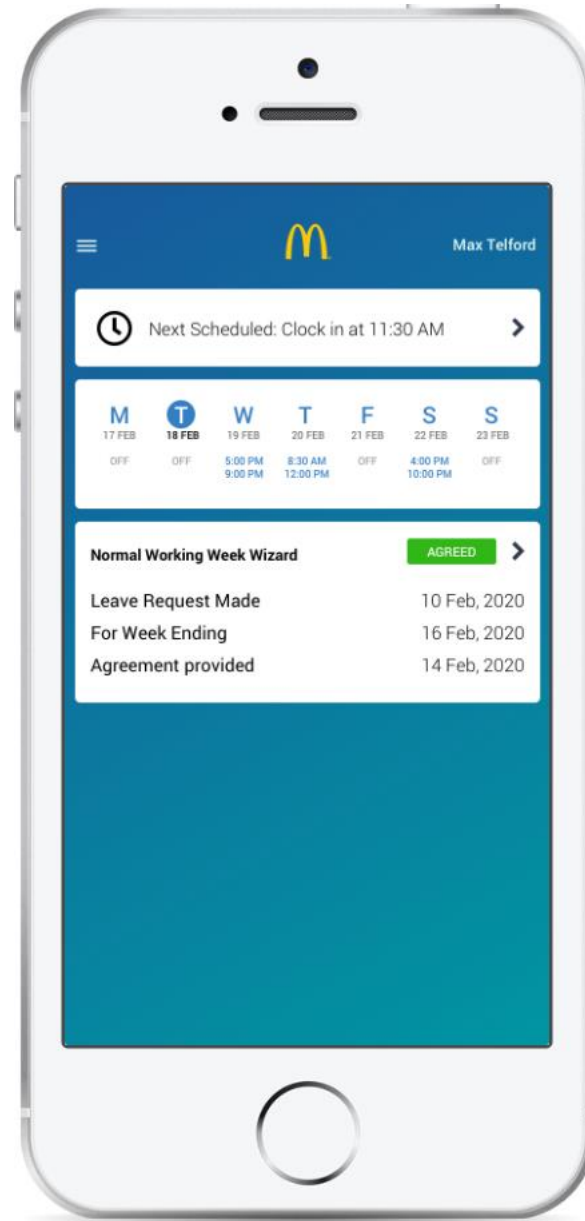 Max Telford
Next Scheduled: Clock in at 11:30 AM
M T W T F S S
17 FEB 18 FEB 19 FEB 20 FEB 21 FEB 22 FEB 23 FEB
OFF OFF 5:00 PM 8:30 AM OFF 4:00 PM OFF
9:00 PM 12:00 PM 10:00 PM
Normal Working Week Wizard AGREED
Leave Request Made 10 Feb, 2020
For Week Ending 16 Feb, 2020
Agreement provided 14 Feb, 2020